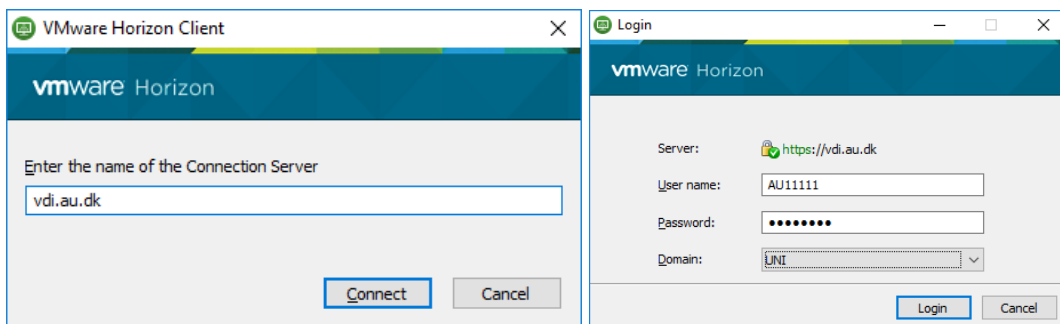 VMware Horizon Client
vmware Horizon
Enter the name of the Connection Server
vdi.au.dk
Connect
Cancel
Login
vmware Horizon
Server: https://vdi.au.dk
User name: AU11111
Password: ••••••••
Domain: UNI
Login
Cancel